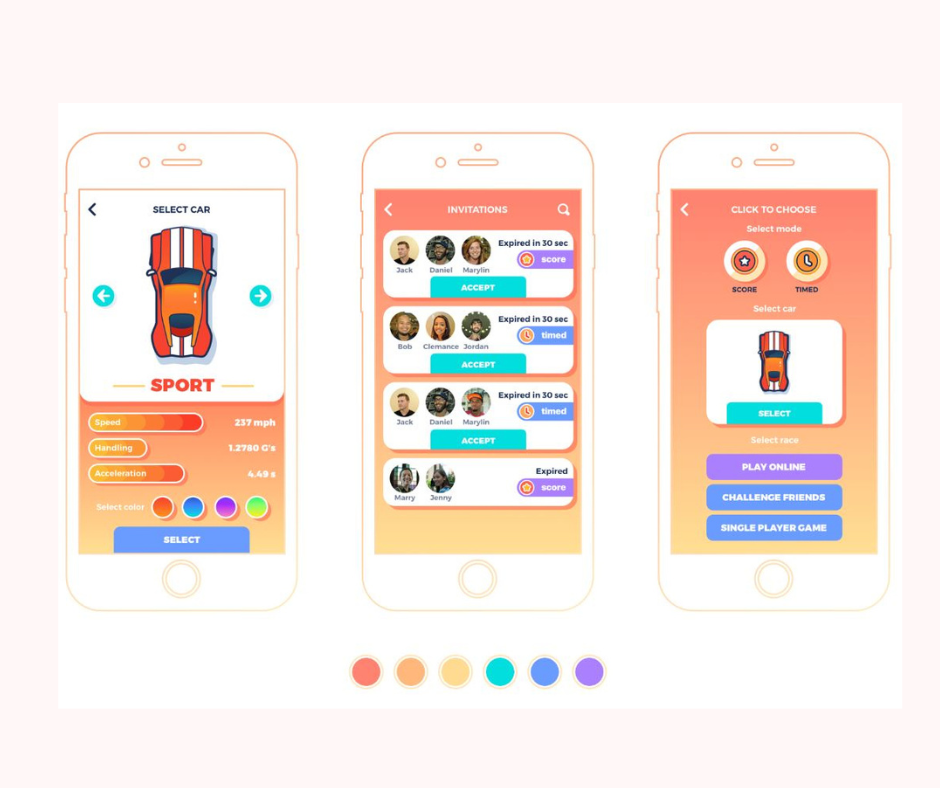 SELECT CAR
SPORT
Speed 237 mph
Handling 1.2780 G's
Acceleration 4.49 s
Select color
SELECT
INVITATIONS
Expired in 30 sec
score
Jack Daniel Marylin
ACCEPT
Expired in 30 sec
timed
Bob Clemance Jordan
ACCEPT
Expired in 30 sec
timed
Jack Daniel Marylin
ACCEPT
Expired
score
Marry Jenny
CLICK TO CHOOSE
Select mode
SCORE TIMED
Select car
SELECT
Select race
PLAY ONLINE
CHALLENGE FRIENDS
SINGLE PLAYER GAME